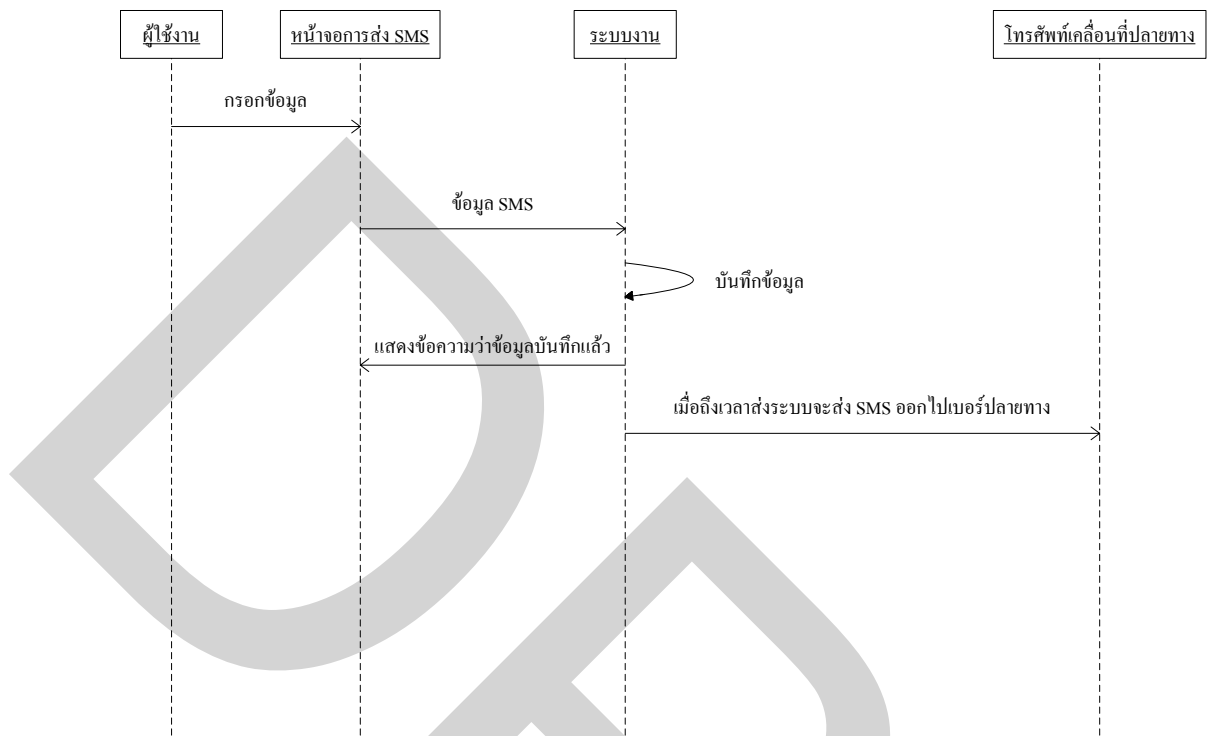 ผู้ใช้งาน
หน้าจอการส่ง SMS
ระบบงาน
โทรศัพท์เคลื่อนที่ปลายทาง
กรอกข้อมูล
ข้อมูล SMS
บันทึกข้อมูล
แสดงข้อความว่าข้อมูลบันทึกแล้ว
เมื่อถึงเวลาส่งระบบจะส่ง SMS ออกไปเบอร์ปลายทาง